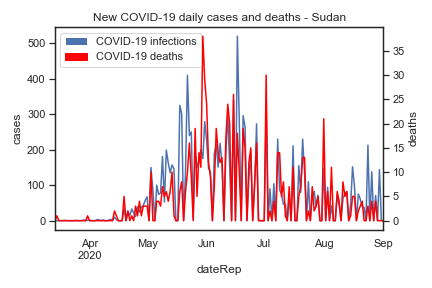 New COVID-19 daily cases and deaths - Sudan
COVID-19 infections
COVID-19 deaths
500
400
300
200
100
0
cases
35
30
25
20
15
10
5
0
deaths
Apr
2020
May
Jun
Jul
Aug
Sep
dateRep